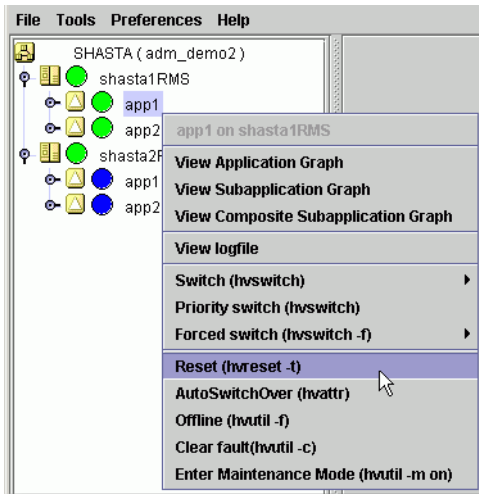 File Tools Preferences Help
SHASTA ( adm_demo2 )
shasta1RMS
app1
app2
shasta2R
app1
app2
app1 on shasta1RMS
View Application Graph
View Subapplication Graph
View Composite Subapplication Graph
View logfile
Switch (hvswitch)
Priority switch (hvswitch)
Forced switch (hvswitch -f)
Reset (hvreset -t)
AutoSwitchOver (hvattr)
Offline (hvutil -f)
Clear fault(hvutil -c)
Enter Maintenance Mode (hvutil -m on)